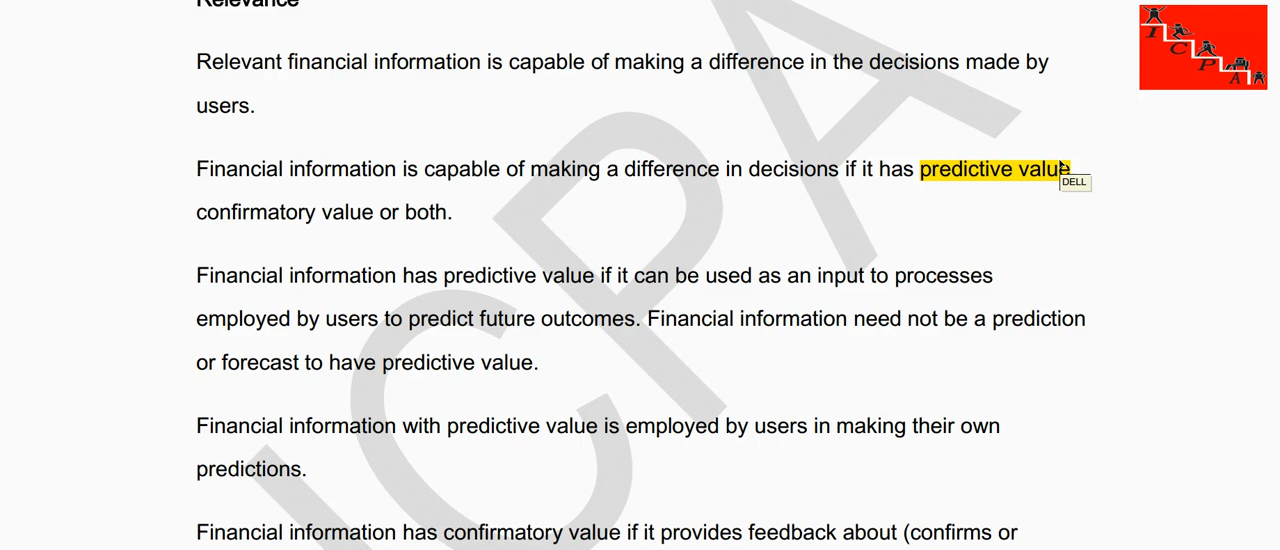 Relevance
Relevant financial information is capable of making a difference in the decisions made by
users.
Financial information is capable of making a difference in decisions if it has predictive value
DELL
confirmatory value or both.
Financial information has predictive value if it can be used as an input to processes
employed by users to predict future outcomes. Financial information need not be a prediction
or forecast to have predictive value.
Financial information with predictive value is employed by users in making their own
predictions.
Financial information has confirmatory value if it provides feedback about (confirms or
ICPA
I
C
P
A